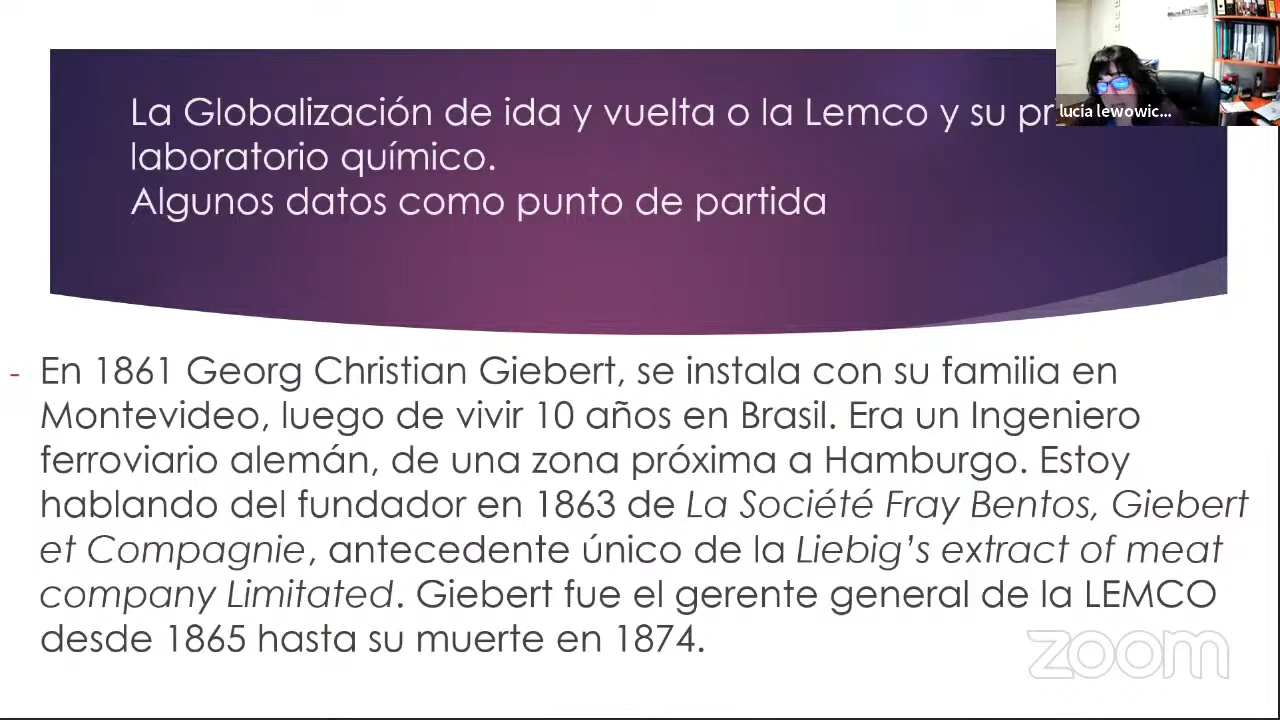 La Globalización de ida y vuelta o la Lemco y su pr
laboratorio químico.
Algunos datos como punto de partida
lucia lewowic...
- En 1861 Georg Christian Giebert, se instala con su familia en
Montevideo, luego de vivir 10 años en Brasil. Era un Ingeniero
ferroviario alemán, de una zona próxima a Hamburgo. Estoy
hablando del fundador en 1863 de La Société Fray Bentos, Giebert
et Compagnie, antecedente único de la Liebig’s extract of meat
company Limitated. Giebert fue el gerente general de la LEMCO
desde 1865 hasta su muerte en 1874.
zoom